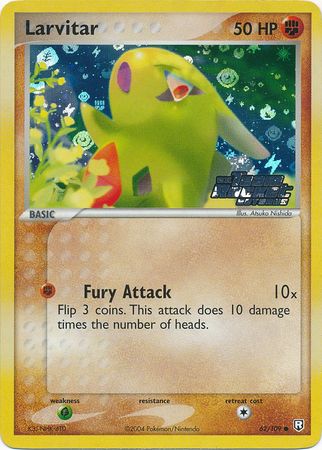 Larvitar 50 HP
BASIC
Illus. Atsuko Nishida
Fury Attack 10x
Flip 3 coins. This attack does 10 damage
times the number of heads.
weakness resistance retreat cost
©2004 Pokémon/Nintendo
62/109 ●
R